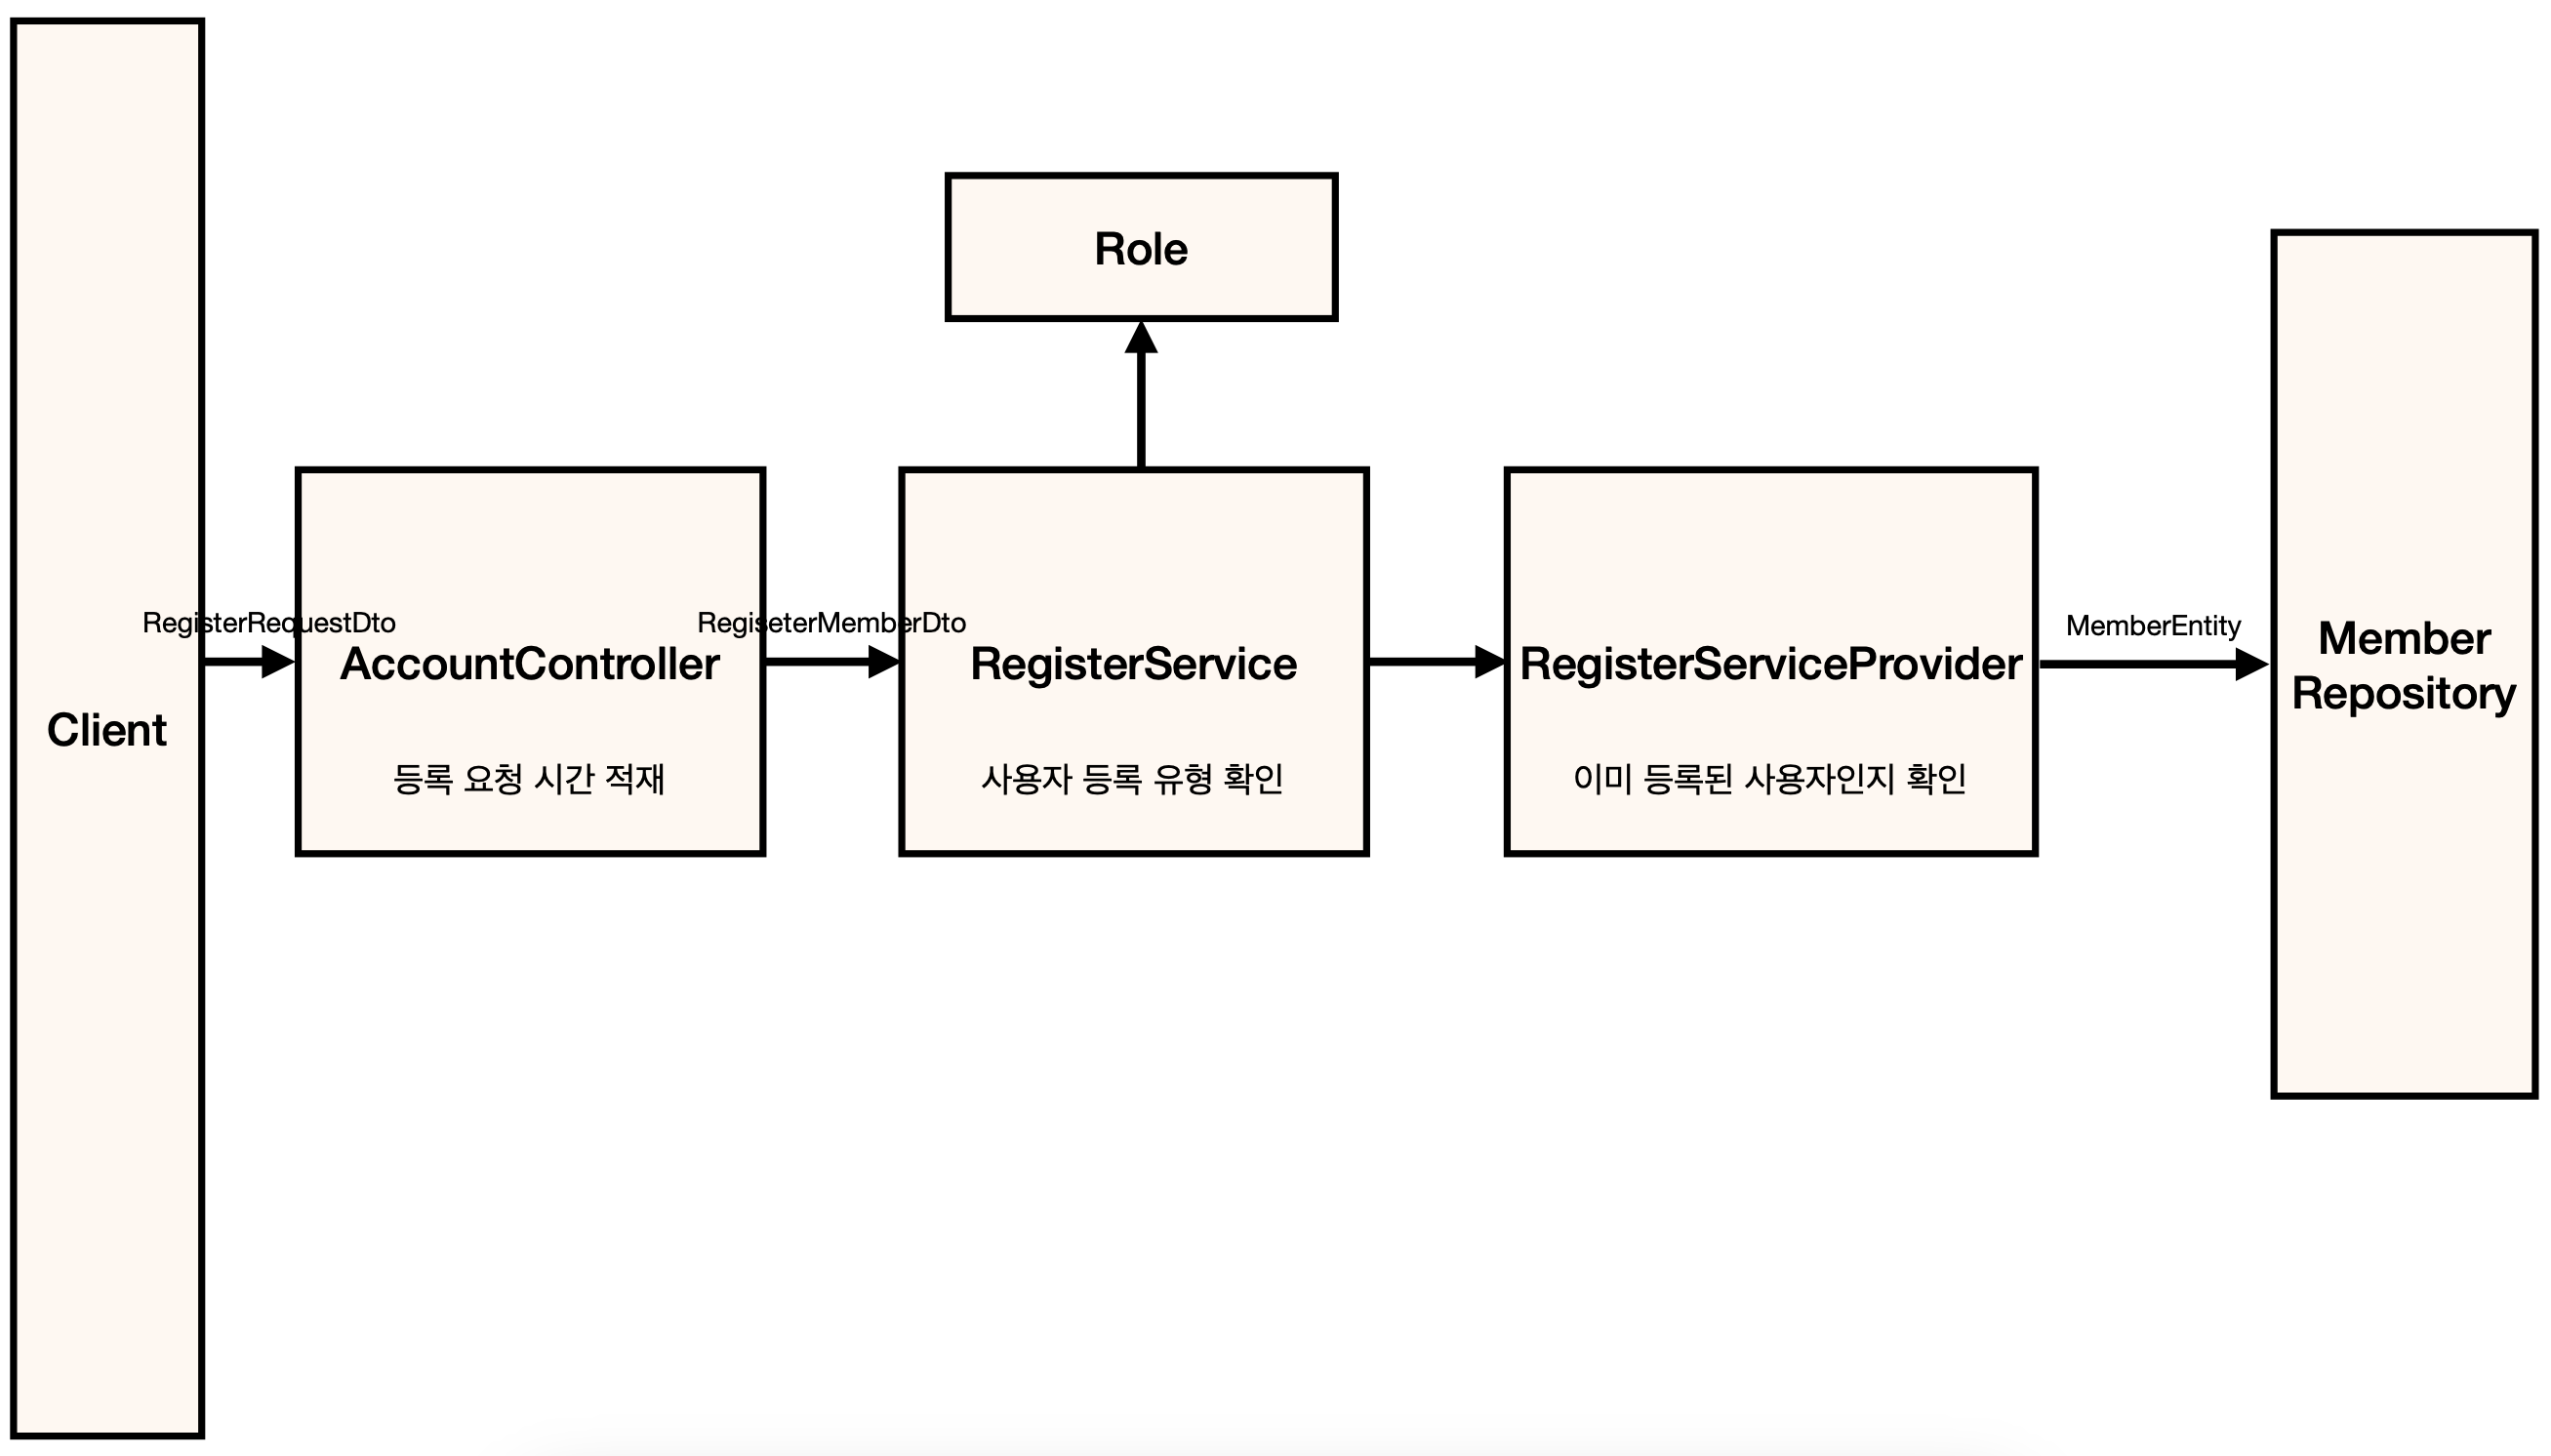 Role
Client
RegisterRequestDto
AccountController
등록 요청 시간 적재
RegiseterMemberDto
RegisterService
사용자 등록 유형 확인
RegisterServiceProvider
이미 등록된 사용자인지 확인
MemberEntity
Member
Repository